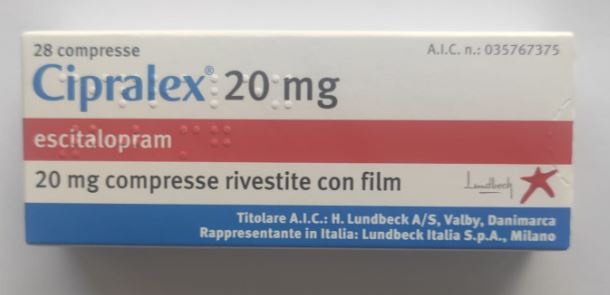 28 compresse
A.I.C. n.: 035767375
Cipralex® 20 mg
escitalopram
20 mg compresse rivestite con film
Lundbeck
Titolare A.I.C.: H. Lundbeck A/S, Valby, Danimarca
Rappresentante in Italia: Lundbeck Italia S.p.A., Milano